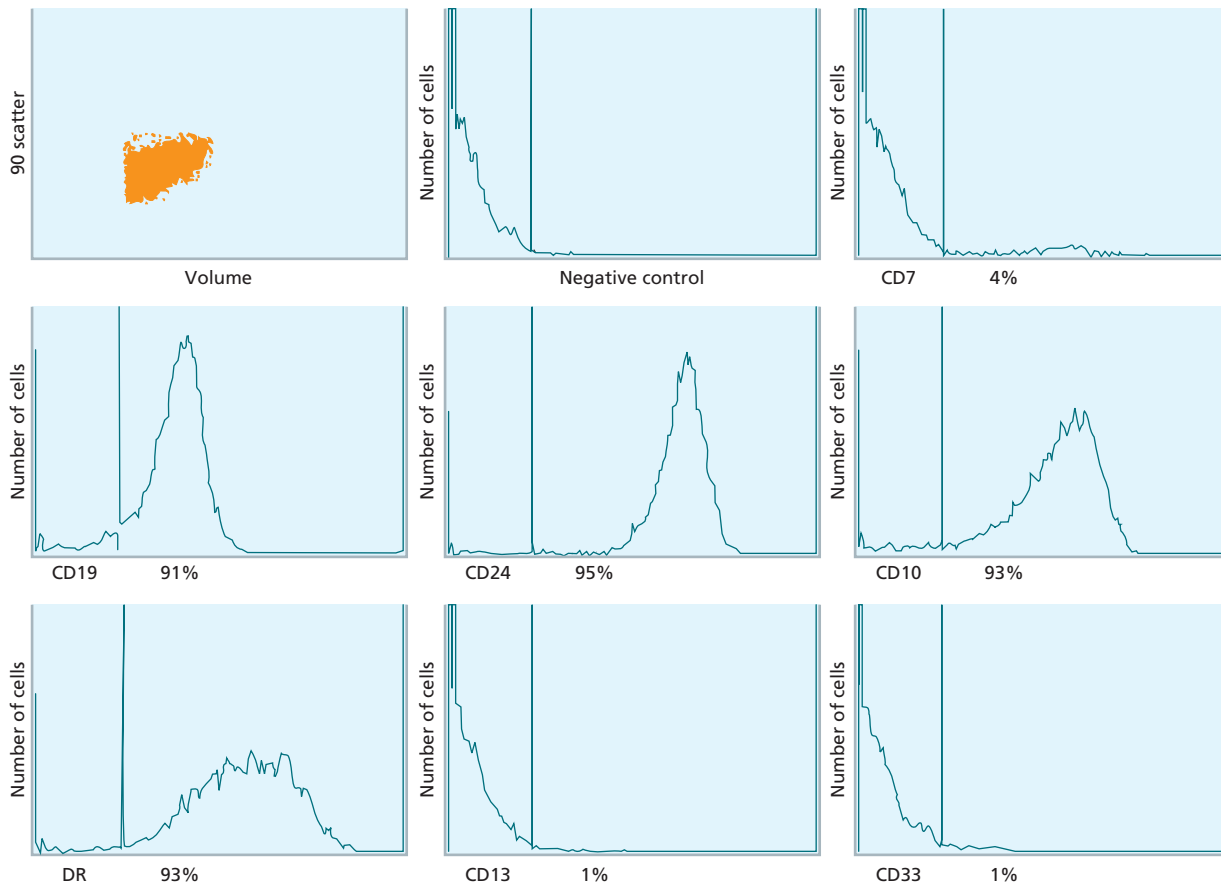 90 scatter
Volume
Number of cells
Negative control
Number of cells
CD7 4%
Number of cells
CD19 91%
Number of cells
CD24 95%
Number of cells
CD10 93%
Number of cells
DR 93%
Number of cells
CD13 1%
Number of cells
CD33 1%